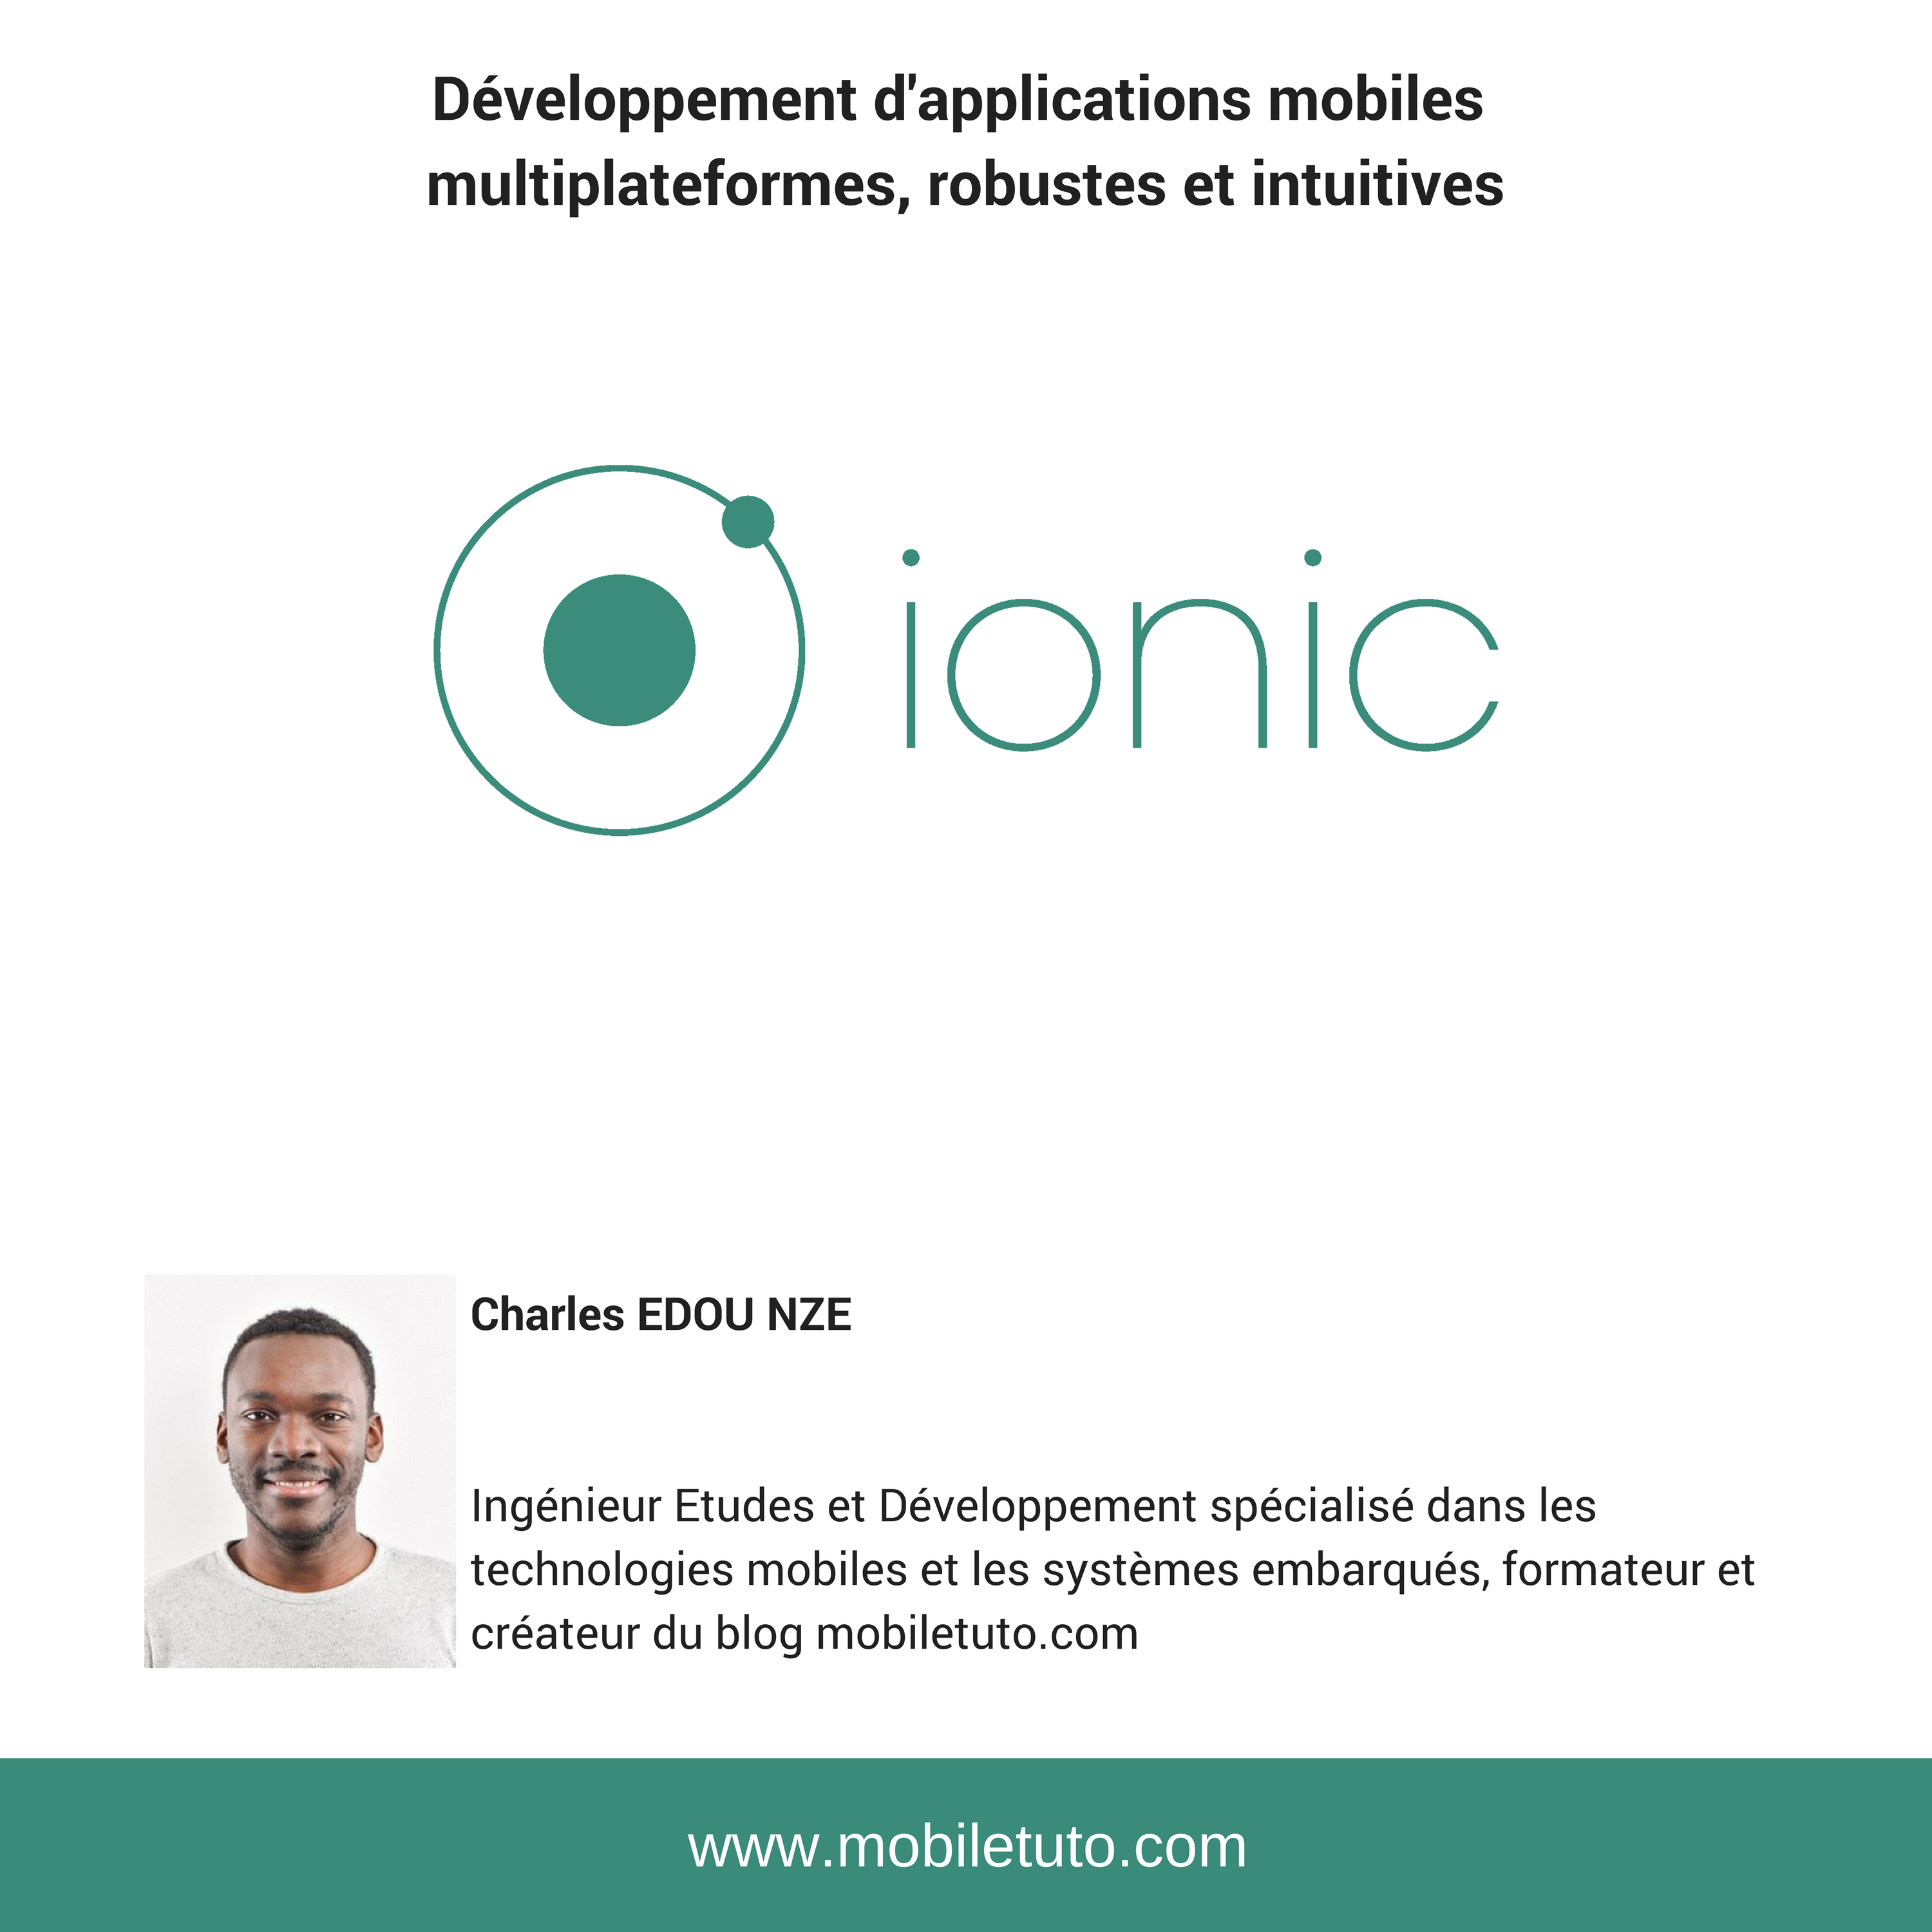 Développement d'applications mobiles
multiplateformes, robustes et intuitives
ionic
Charles EDOU NZE
Ingénieur Etudes et Développement spécialisé dans les
technologies mobiles et les systèmes embarqués, formateur et
créateur du blog mobiletuto.com
www.mobiletuto.com